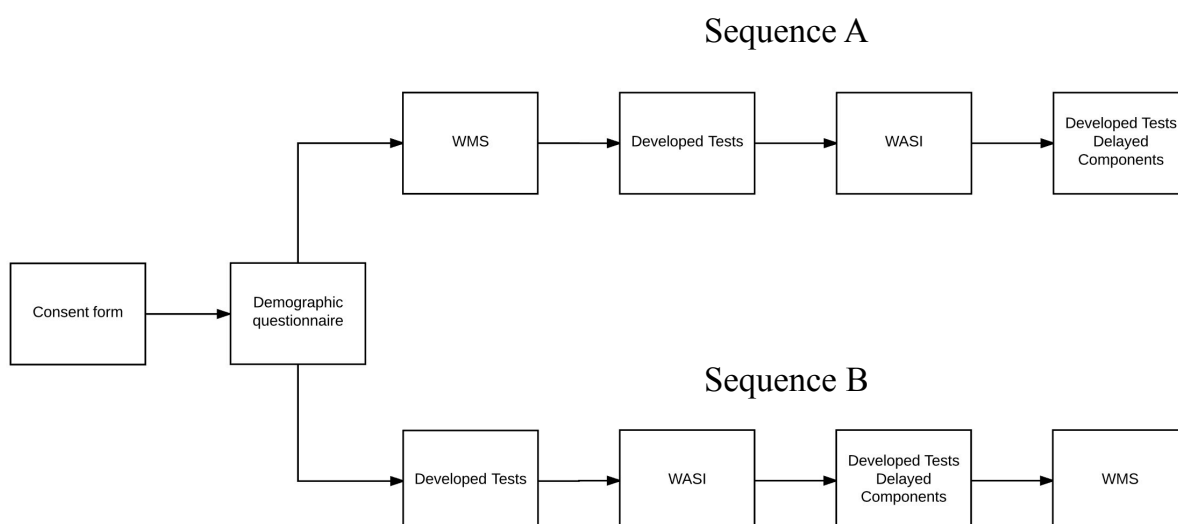 Sequence A
WMS
Developed Tests
WASI
Developed Tests
Delayed
Components
Consent form
Demographic
questionnaire
Sequence B
Developed Tests
WASI
Developed Tests
Delayed
Components
WMS